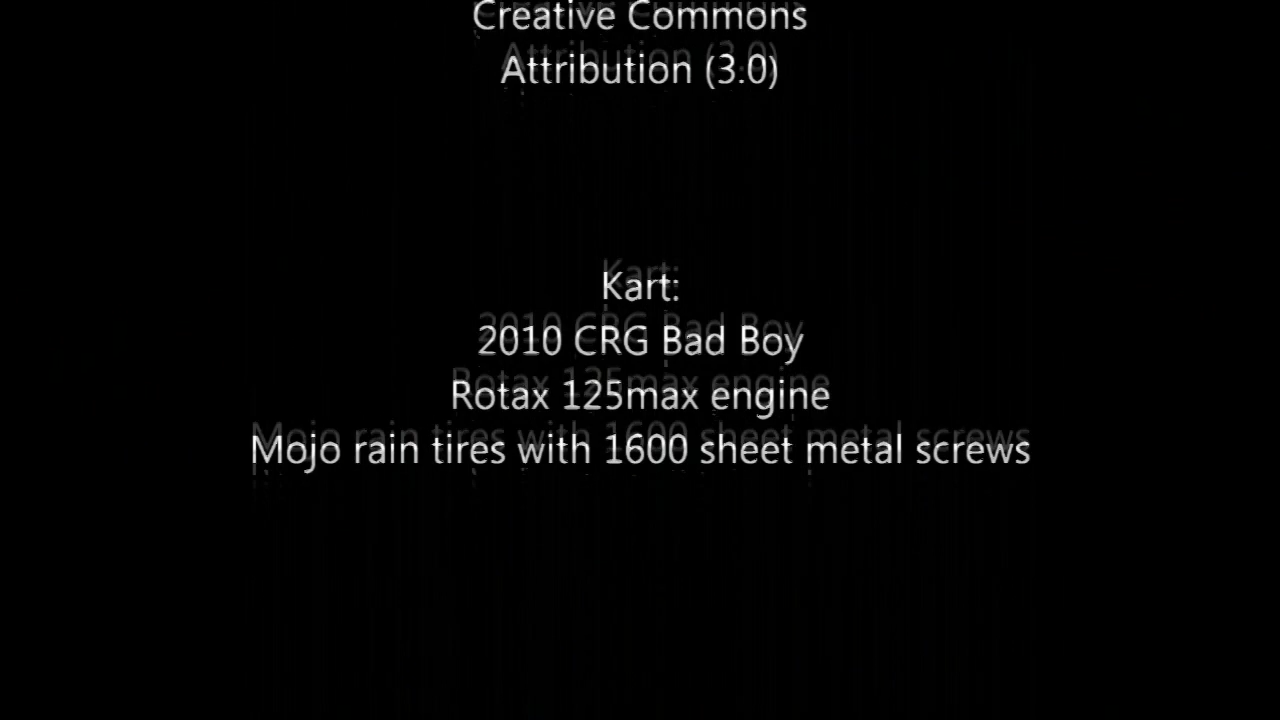 Creative Commons
Attribution (3.0)
Kart:
2010 CRG Bad Boy
Rotax 125max engine
Mojo rain tires with 1600 sheet metal screws